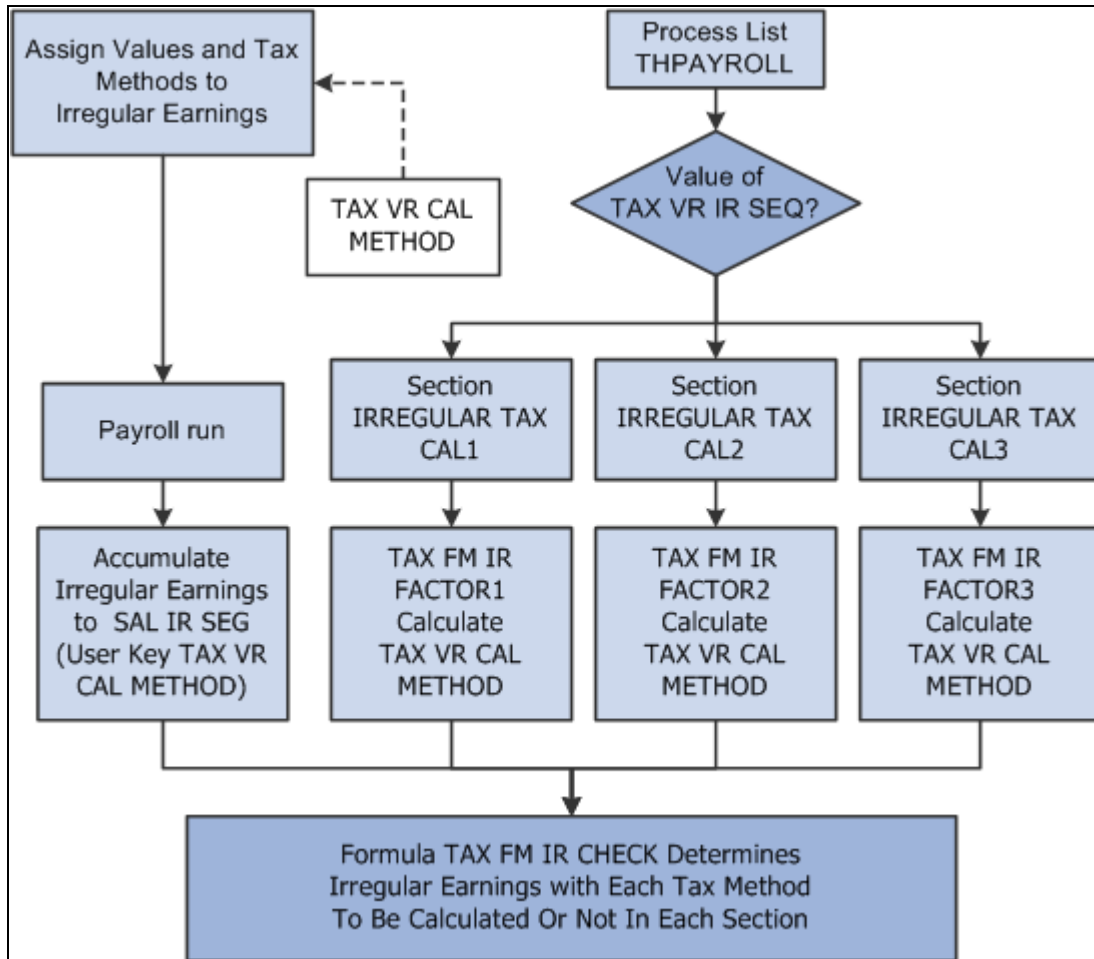 Assign Values and Tax
Methods to
Irregular Earnings
Process List
THPAYROLL
TAX VR CAL
METHOD
Value of
TAX VR IR SEQ?
Payroll run
Section
IRREGULAR TAX
CAL1
Section
IRREGULAR TAX
CAL2
Section
IRREGULAR TAX
CAL3
Accumulate
Irregular Earnings
to SAL IR SEG
(User Key TAX VR
CAL METHOD)
TAX FM IR
FACTOR1
Calculate
TAX VR CAL
METHOD
TAX FM IR
FACTOR2
Calculate
TAX VR CAL
METHOD
TAX FM IR
FACTOR3
Calculate
TAX VR CAL
METHOD
Formula TAX FM IR CHECK Determines
Irregular Earnings with Each Tax Method
To Be Calculated Or Not In Each Section